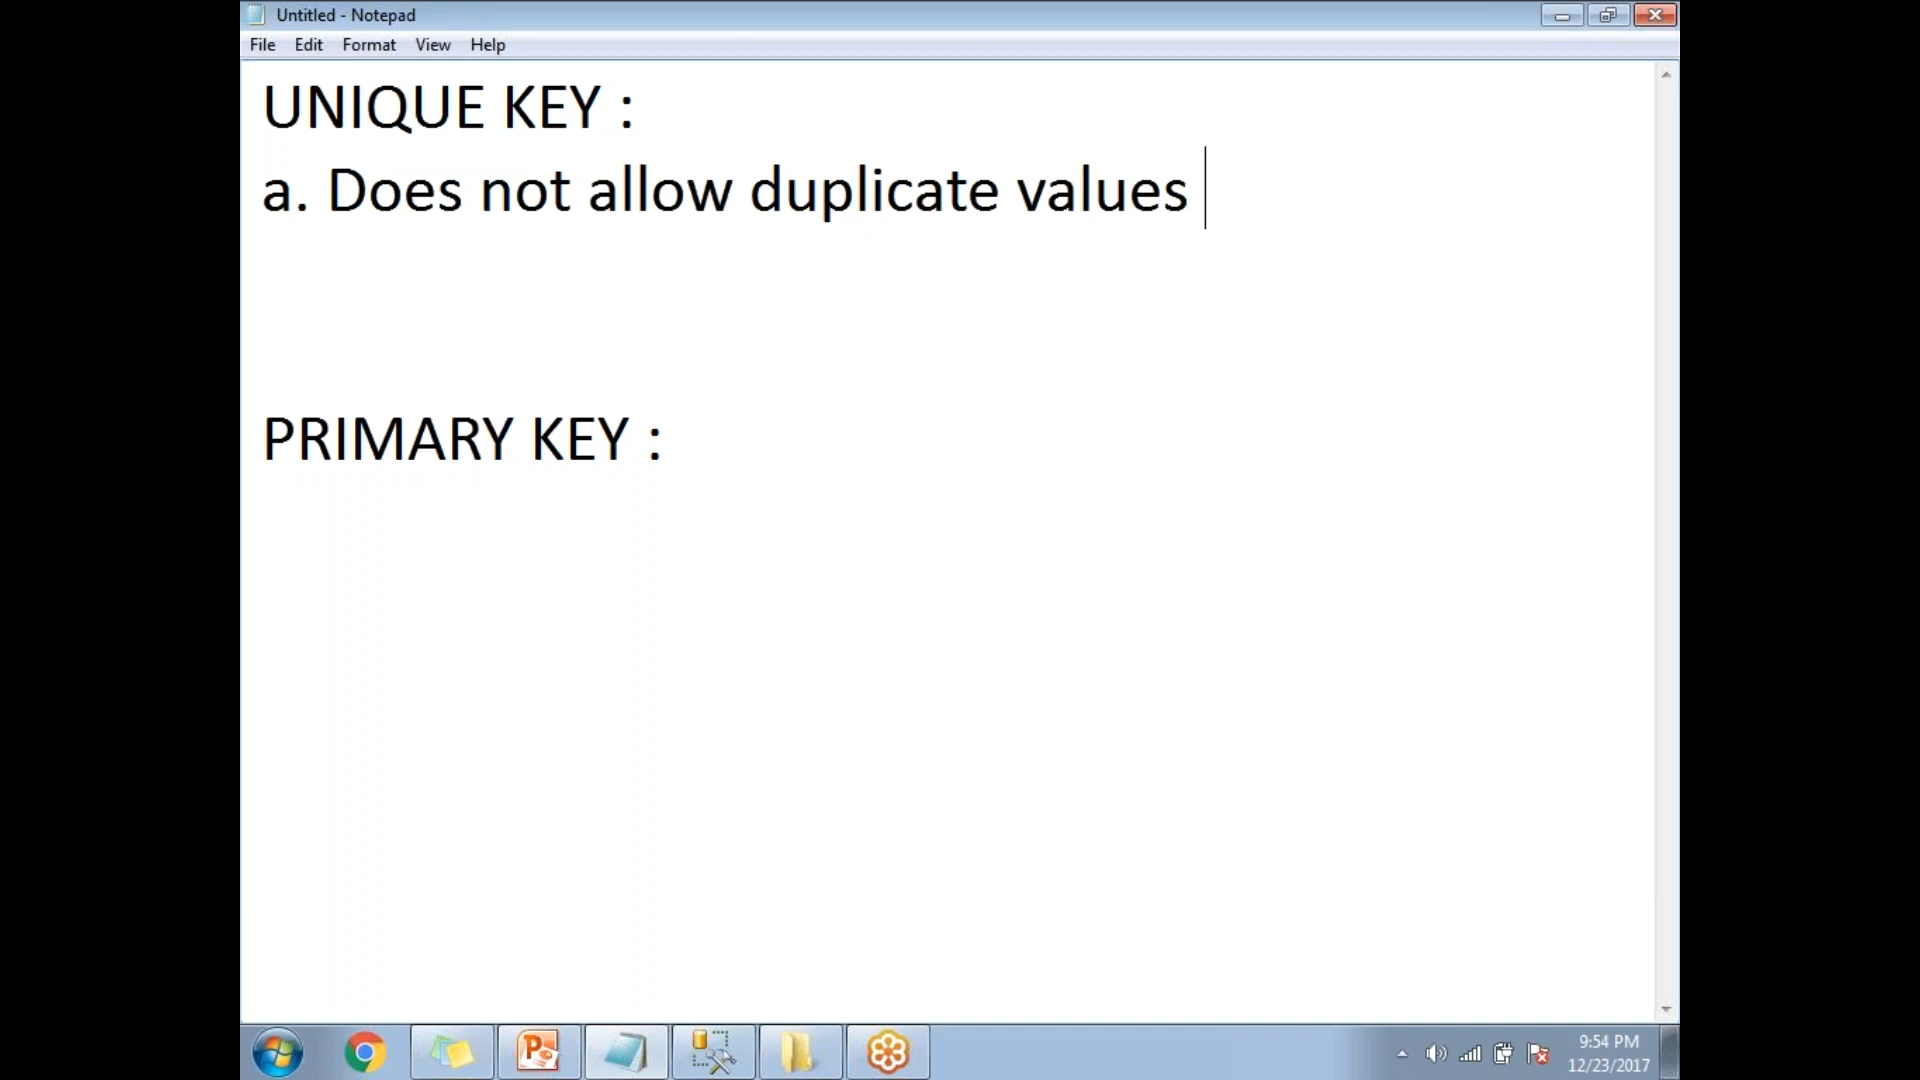 Untitled - Notepad
File Edit Format View Help
UNIQUE KEY :
a. Does not allow duplicate values
PRIMARY KEY :
9:54 PM
12/23/2017